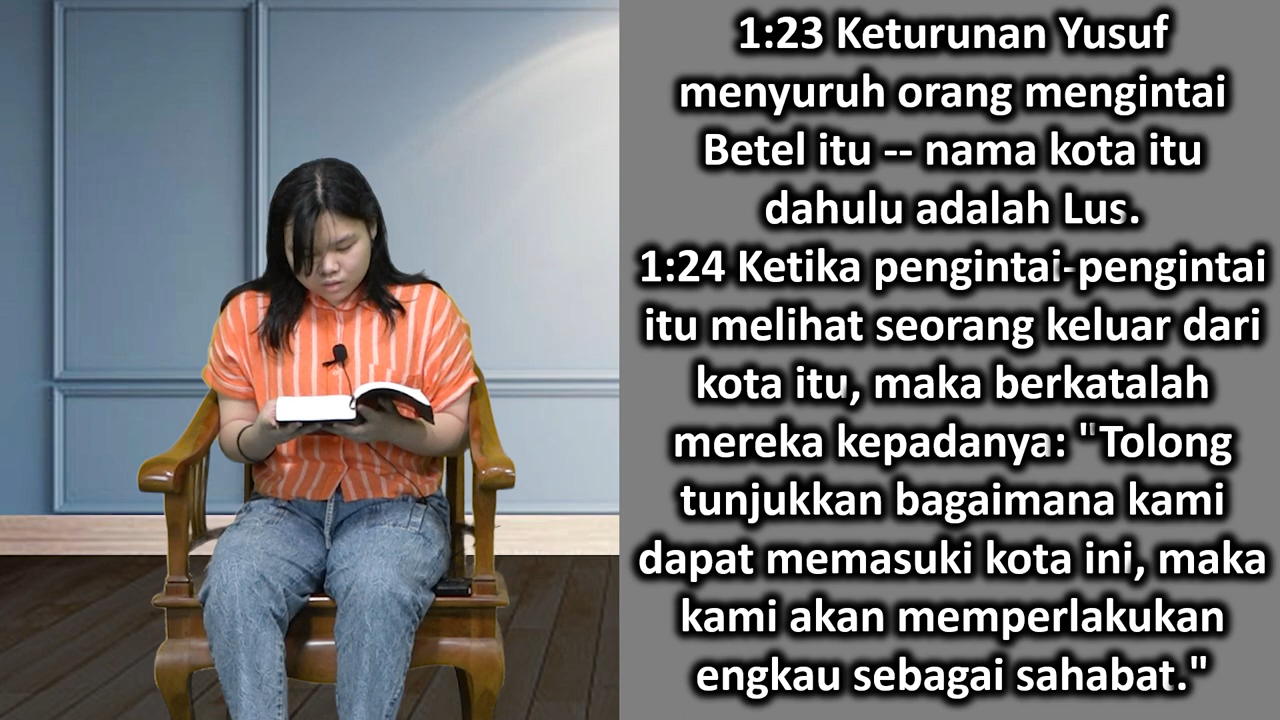 1:23 Keturunan Yusuf
menyuruh orang mengintai
Betel itu -- nama kota itu
dahulu adalah Lus.
1:24 Ketika pengintai-pengintai
itu melihat seorang keluar dari
kota itu, maka berkatalah
mereka kepadanya: "Tolong
tunjukkan bagaimana kami
dapat memasuki kota ini, maka
kami akan memperlakukan
engkau sebagai sahabat."